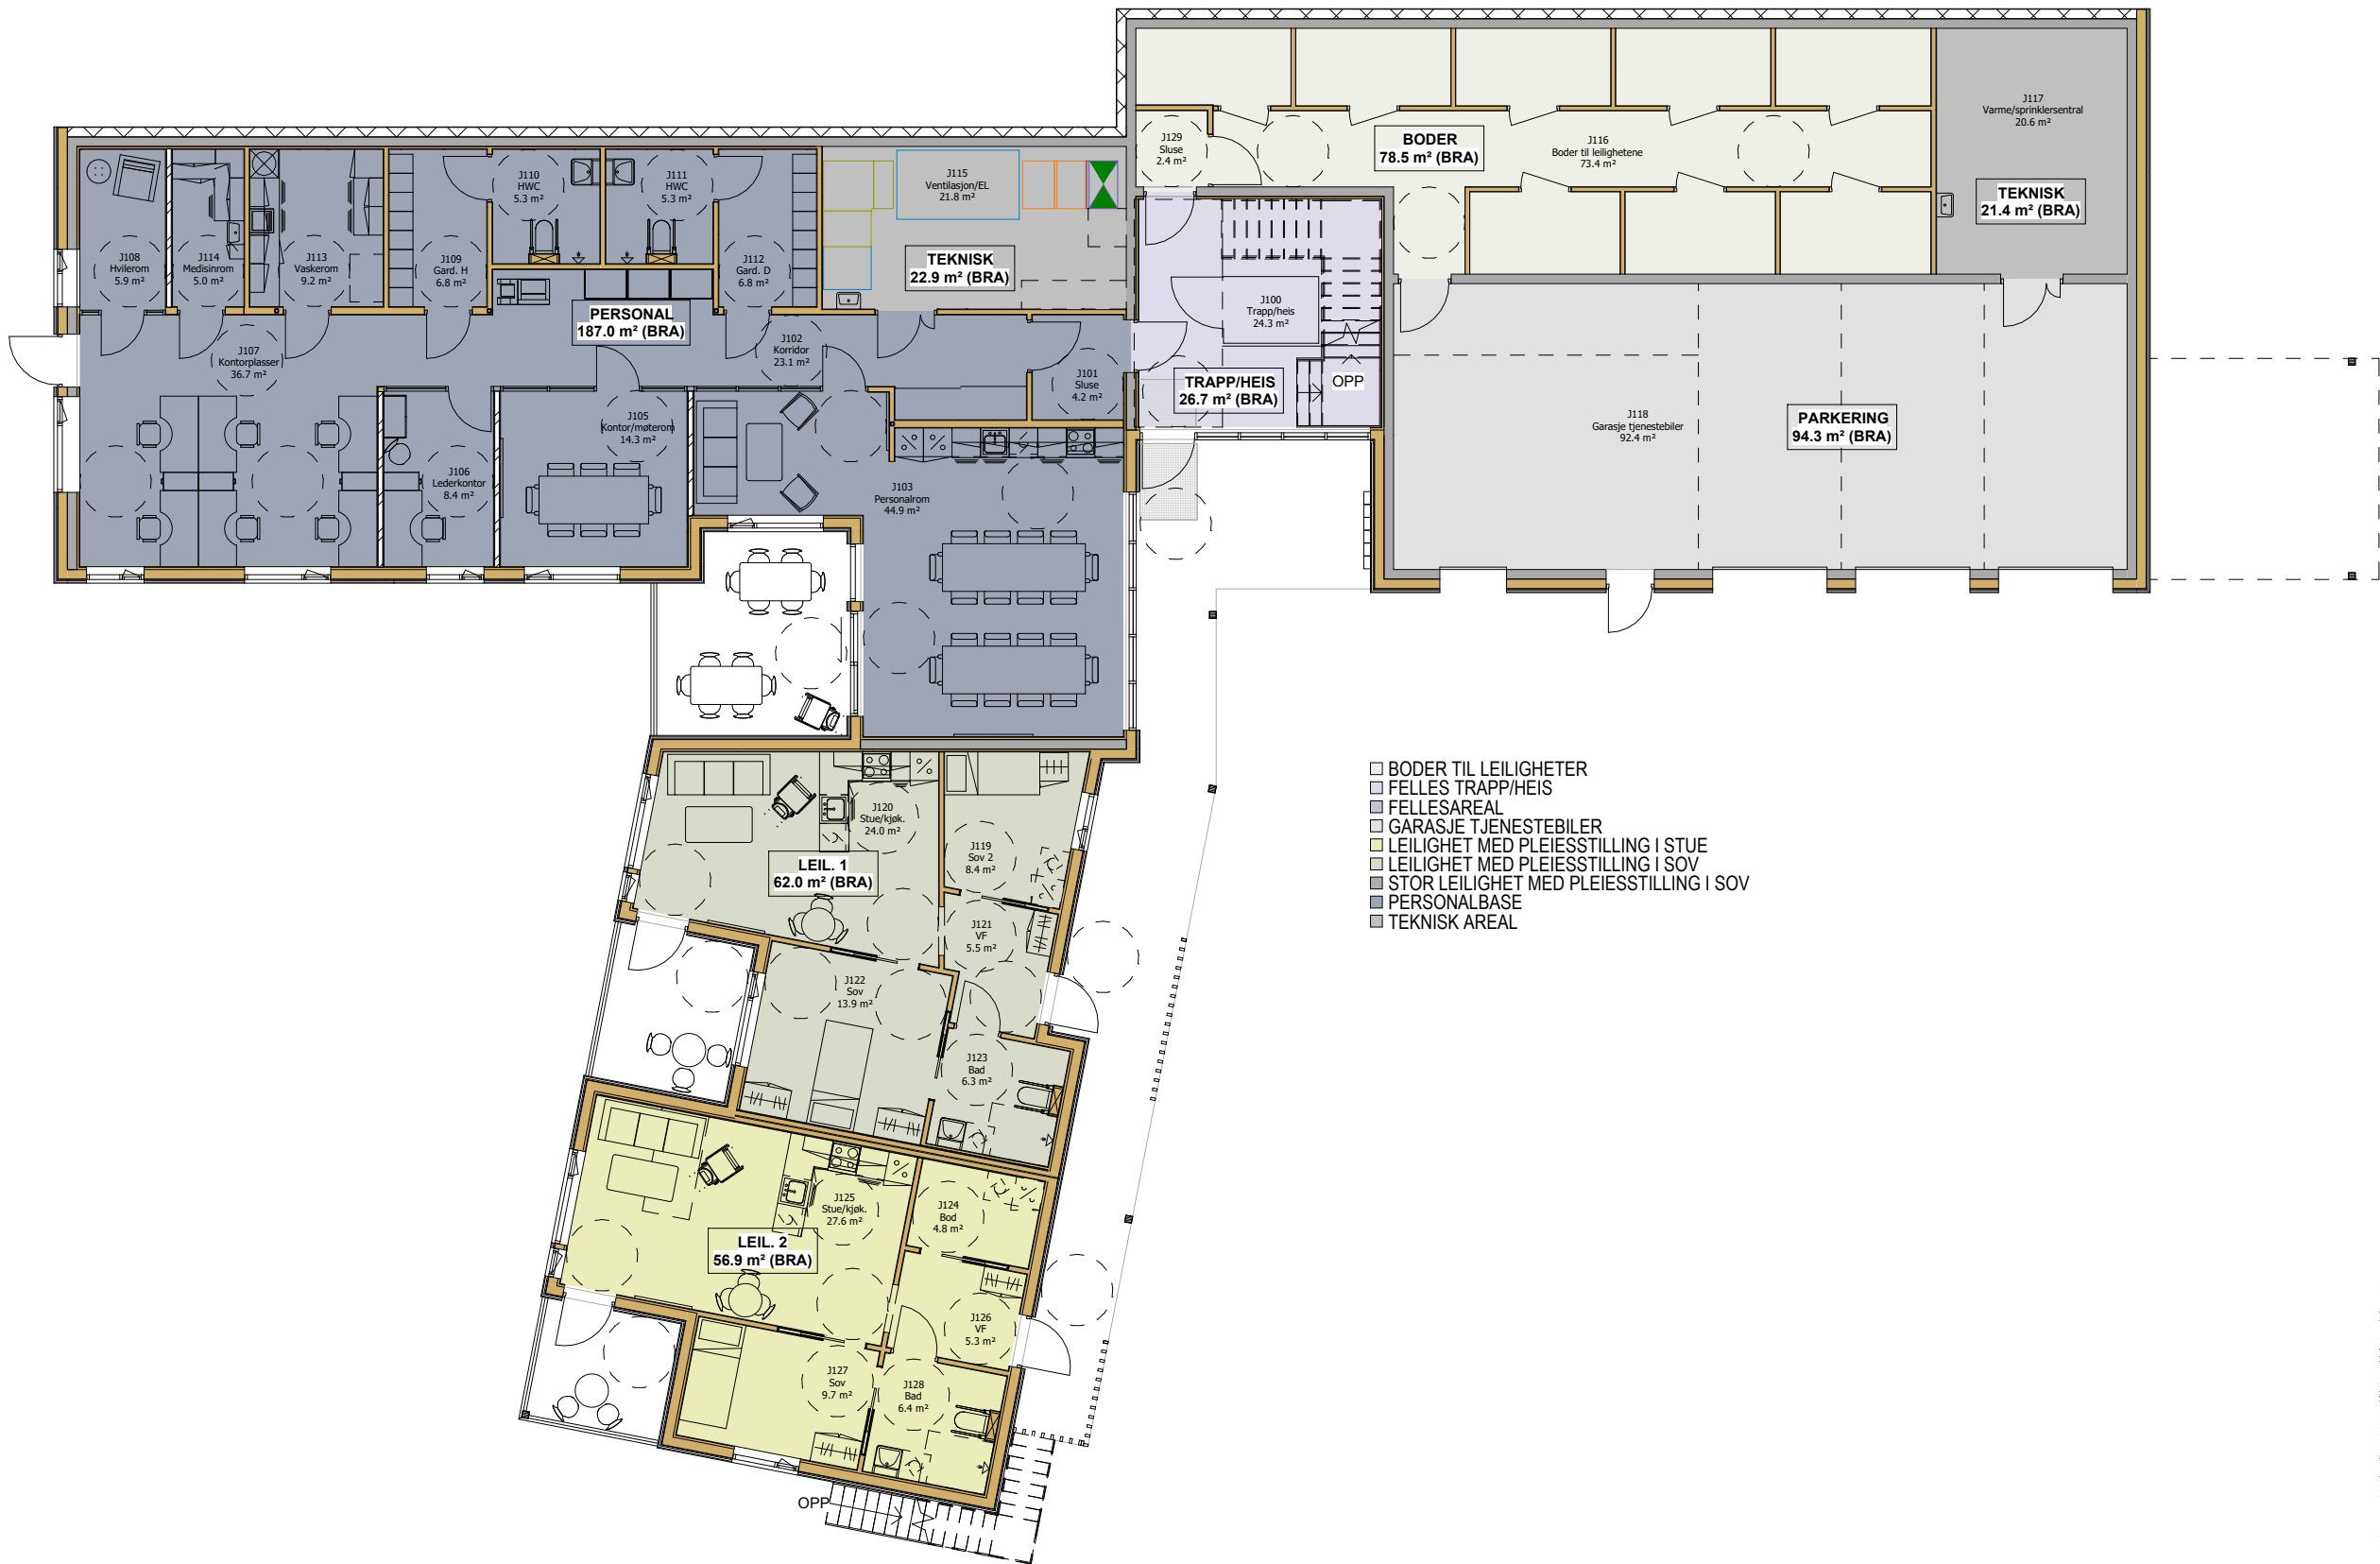 J117
Varme/sprinklersentral
20.6 m²
J129
Sluse
2.4 m²
BODER
78.5 m² (BRA)
J116
Boder til leilighetene
73.4 m²
TEKNISK
21.4 m² (BRA)
J110
HWC
5.3 m²
J111
HWC
5.3 m²
J115
Ventilasjon/EL
21.8 m²
TEKNISK
22.9 m² (BRA)
J108
Hvilerom
5.9 m²
J114
Medisinrom
5.0 m²
J113
Vaskerom
9.2 m²
J109
Gard. H
6.8 m²
J112
Gard. D
6.8 m²
PERSONAL
187.0 m² (BRA)
J100
Trapp/heis
24.3 m²
J107
Kontorplasser
36.7 m²
J102
Korridor
23.1 m²
J101
Sluse
4.2 m²
TRAPP/HEIS
26.7 m² (BRA)
OPP
J105
Kontor/møterom
14.3 m²
J118
Garasje tjenestebiler
92.4 m²
PARKERING
94.3 m² (BRA)
J106
Lederkontor
8.4 m²
J103
Personalrom
44.9 m²
BODER TIL LEILIGHETER
FELLES TRAPP/HEIS
FELLESAREAL
GARASJE TJENESTEBILER
LEILIGHET MED PLEIESSTILLING I STUE
LEILIGHET MED PLEIESSTILLING I SOV
STOR LEILIGHET MED PLEIESSTILLING I SOV
PERSONALBASE
TEKNISK AREAL
J120
Stue/kjøk.
24.0 m²
J119
Sov 2
8.4 m²
LEIL. 1
62.0 m² (BRA)
J121
VF
5.5 m²
J122
Sov
13.9 m²
J123
Bad
6.3 m²
J125
Stue/kjøk.
27.6 m²
J124
Bod
4.8 m²
LEIL. 2
56.9 m² (BRA)
J126
VF
5.3 m²
J127
Sov
9.7 m²
J128
Bad
6.4 m²
OPP